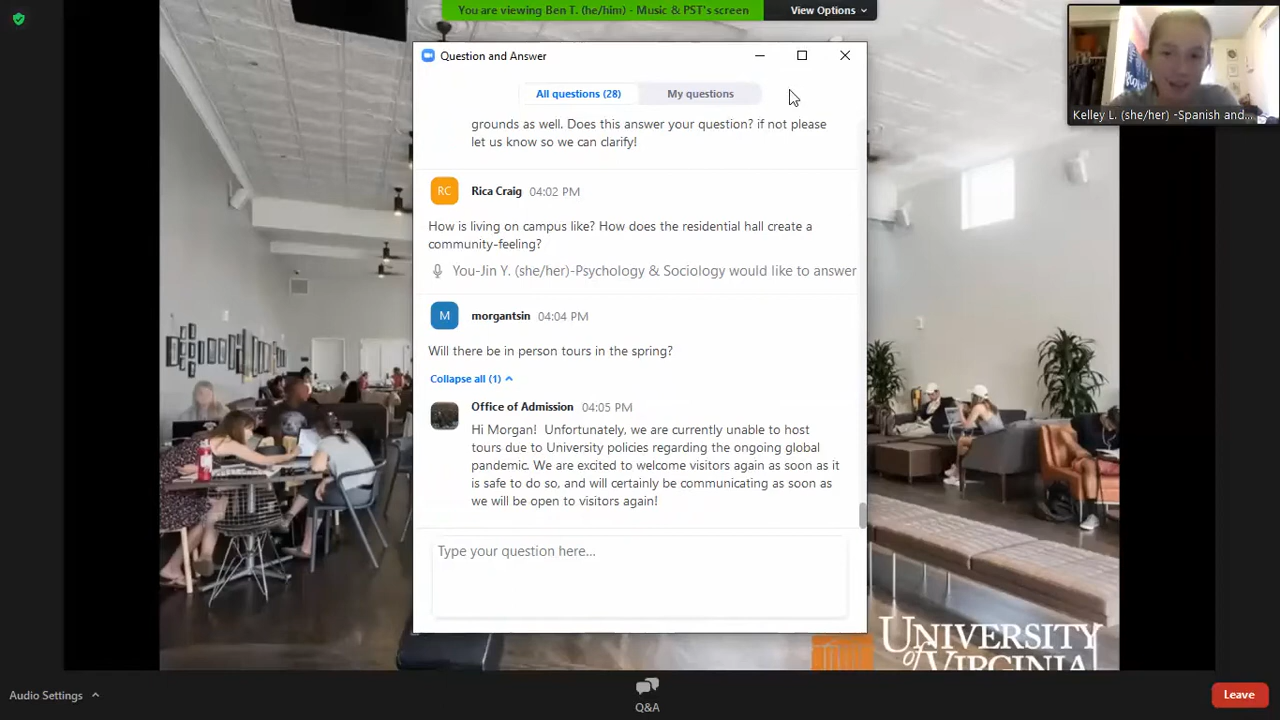 You are viewing Ben T. (he/him) - Music & PST's screen
View Options
Kelley L. (she/her) -Spanish and...
Question and Answer
All questions (28)
My questions
grounds as well. Does this answer your question? if not please
let us know so we can clarify!
RC
Rica Craig 04:02 PM
How is living on campus like? How does the residential hall create a
community-feeling?
You-Jin Y. (she/her)-Psychology & Sociology would like to answer
M
morgantsin 04:04 PM
Will there be in person tours in the spring?
Collapse all (1)
Office of Admission 04:05 PM
Hi Morgan! Unfortunately, we are currently unable to host
tours due to University policies regarding the ongoing global
pandemic. We are excited to welcome visitors again as soon as it
is safe to do so, and will certainly be communicating as soon as
we will be open to visitors again!
Type your question here...
UNIVERSITY
of VIRGINIA
Audio Settings
Q&A
Leave